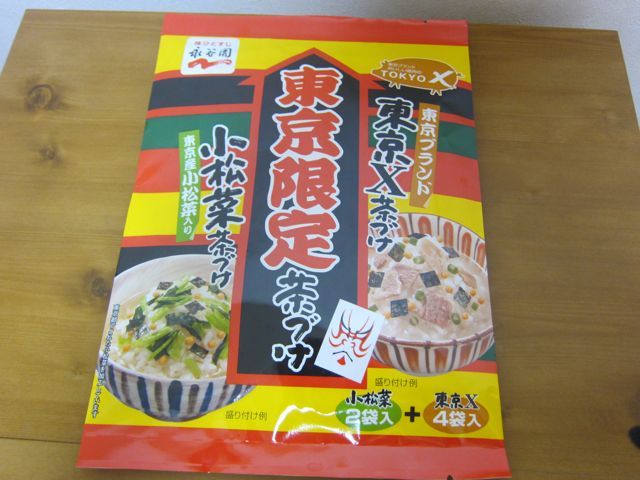 味ひとすじ
永谷園
TOKYO X
東京限定茶づけ
東京ブランド
東京X茶づけ
小松菜茶づけ
東京産小松菜入り
盛り付け例
盛り付け例
小松菜
2袋入
+
東京X
4袋入